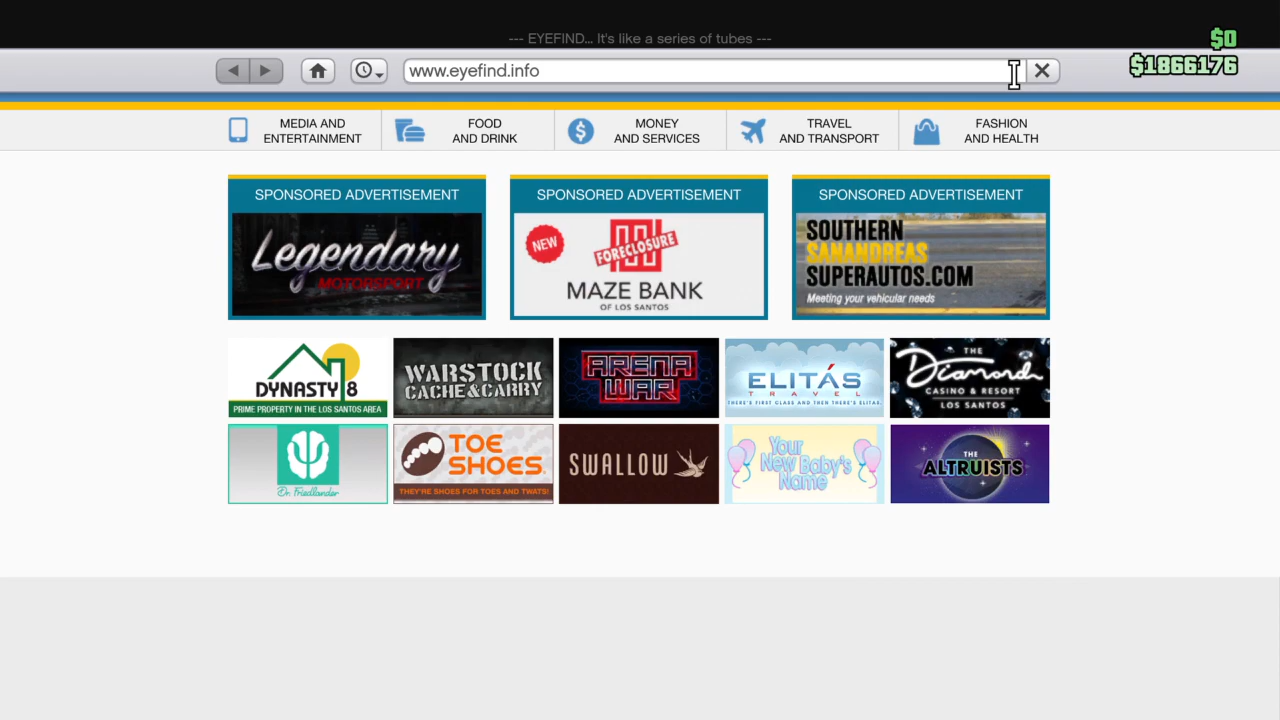 --- EYEFIND... It's like a series of tubes ---
$0
www.eyefind.info
$1866176
MEDIA AND
ENTERTAINMENT
FOOD
AND DRINK
MONEY
AND SERVICES
TRAVEL
AND TRANSPORT
FASHION
AND HEALTH
SPONSORED ADVERTISEMENT
Legendary
MOTORSPORT
SPONSORED ADVERTISEMENT
NEW
FORECLOSURE
MAZE BANK
OF LOS SANTOS
SPONSORED ADVERTISEMENT
SOUTHERN
SANANDREAS
SUPERAUTOS.COM
Meeting your vehicular needs
DYNASTY 8
PRIME PROPERTY IN THE LOS SANTOS AREA
WARSTOCK
CACHE & CARRY
ARENA
WAR
ELITÁS
TRAVEL
THERE'S FIRST CLASS AND THEN THERE'S ELITAS.
THE
Diamond
CASINO & RESORT
LOS SANTOS
Dr. Friedlander
TOE
SHOES
THEY'RE SHOES FOR TOES AND TWATS!
SWALLOW
Your
New Baby's
Name
THE
ALTRUISTS